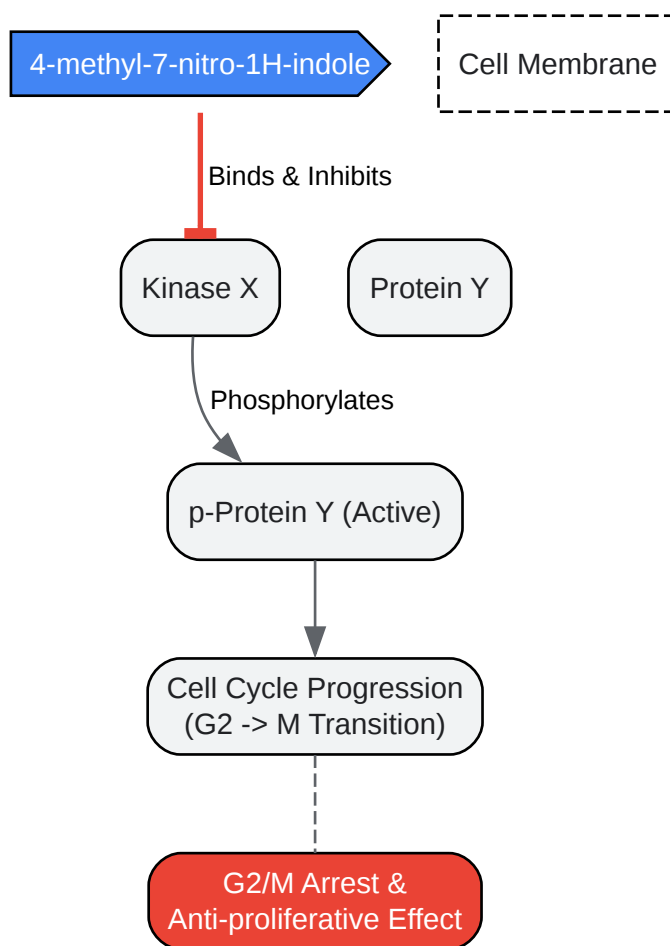 4-methyl-7-nitro-1H-indole
Cell Membrane
Binds & Inhibits
Kinase X
Protein Y
Phosphorylates
p-Protein Y (Active)
Cell Cycle Progression
(G2 -> M Transition)
G2/M Arrest &
Anti-proliferative Effect